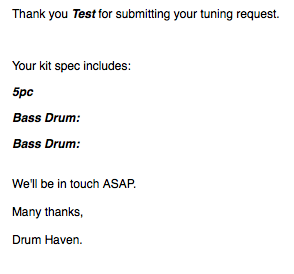 Thank you Test for submitting your tuning request.
Your kit spec includes:
5pc
Bass Drum:
Bass Drum:
We'll be in touch ASAP.
Many thanks,
Drum Haven.